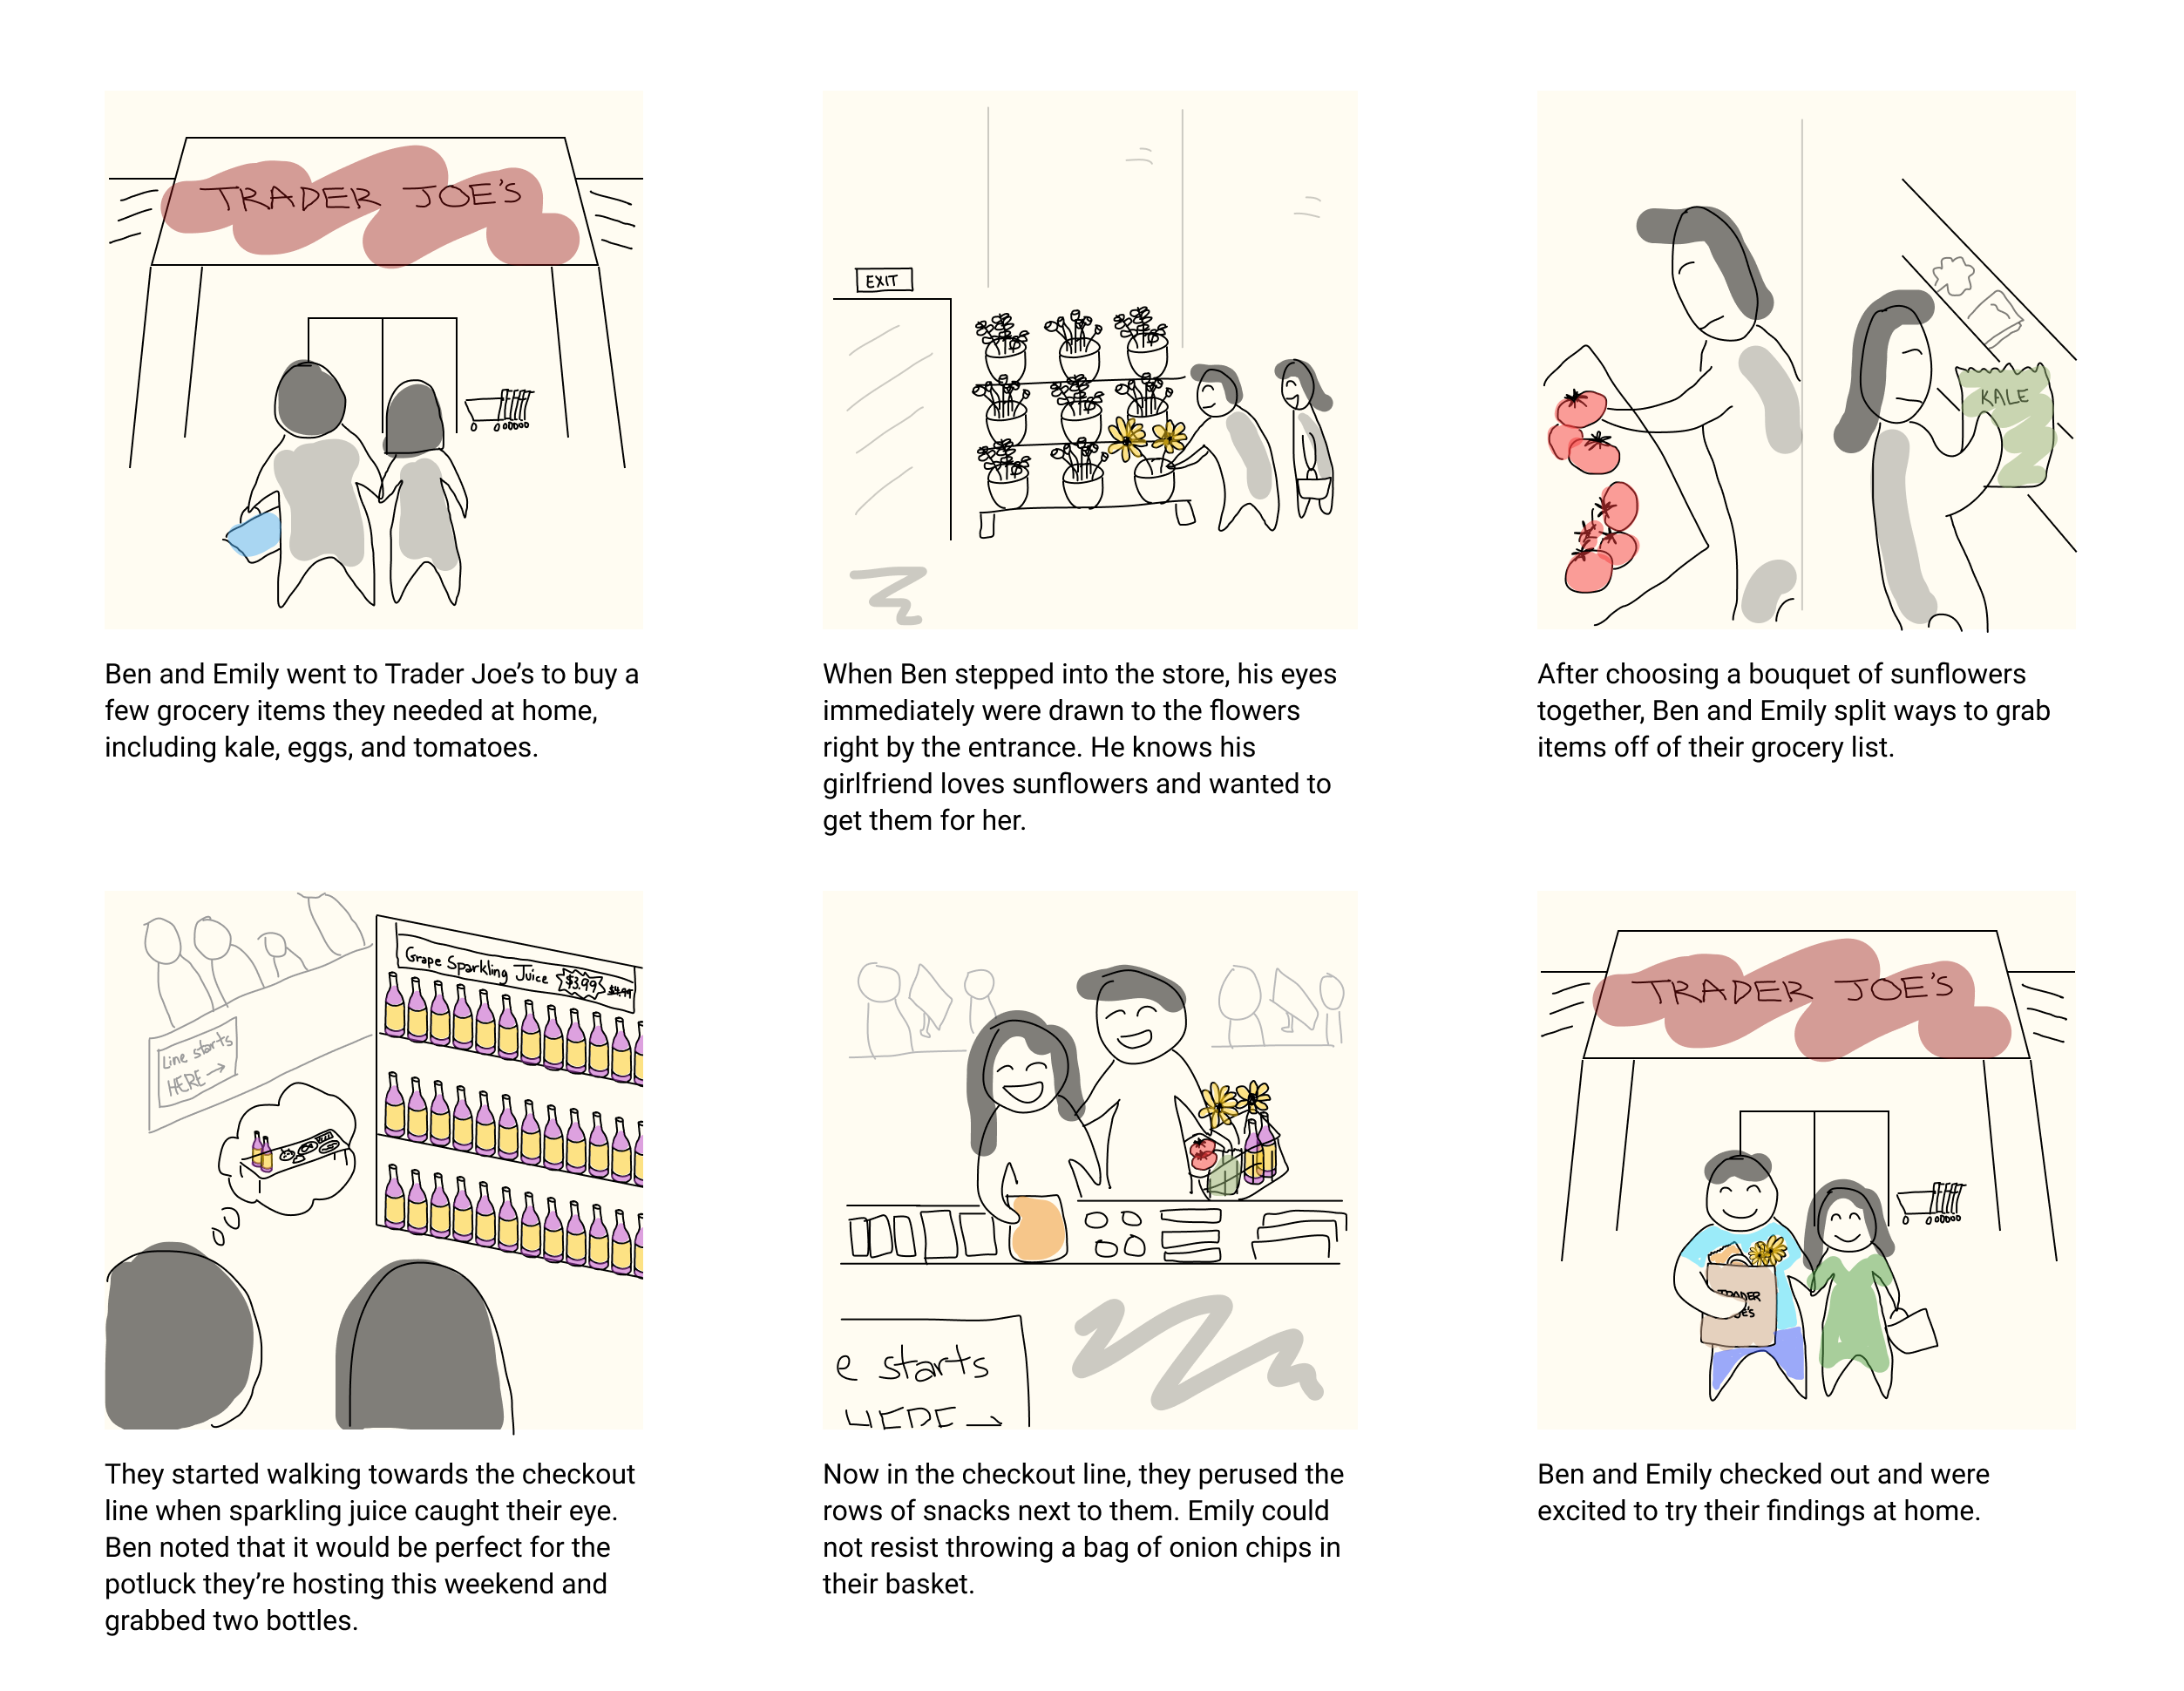 TRADER JOE'S
Ben and Emily went to Trader Joe’s to buy a
few grocery items they needed at home,
including kale, eggs, and tomatoes.
EXIT
When Ben stepped into the store, his eyes
immediately were drawn to the flowers
right by the entrance. He knows his
girlfriend loves sunflowers and wanted to
get them for her.
KALE
After choosing a bouquet of sunflowers
together, Ben and Emily split ways to grab
items off of their grocery list.
Grape Sparkling Juice $3.99 $4.99
Line starts
HERE →
They started walking towards the checkout
line when sparkling juice caught their eye.
Ben noted that it would be perfect for the
potluck they’re hosting this weekend and
grabbed two bottles.
e starts
HERE →
Now in the checkout line, they perused the
rows of snacks next to them. Emily could
not resist throwing a bag of onion chips in
their basket.
TRADER JOE'S
TRADER
JOE'S
Ben and Emily checked out and were
excited to try their findings at home.